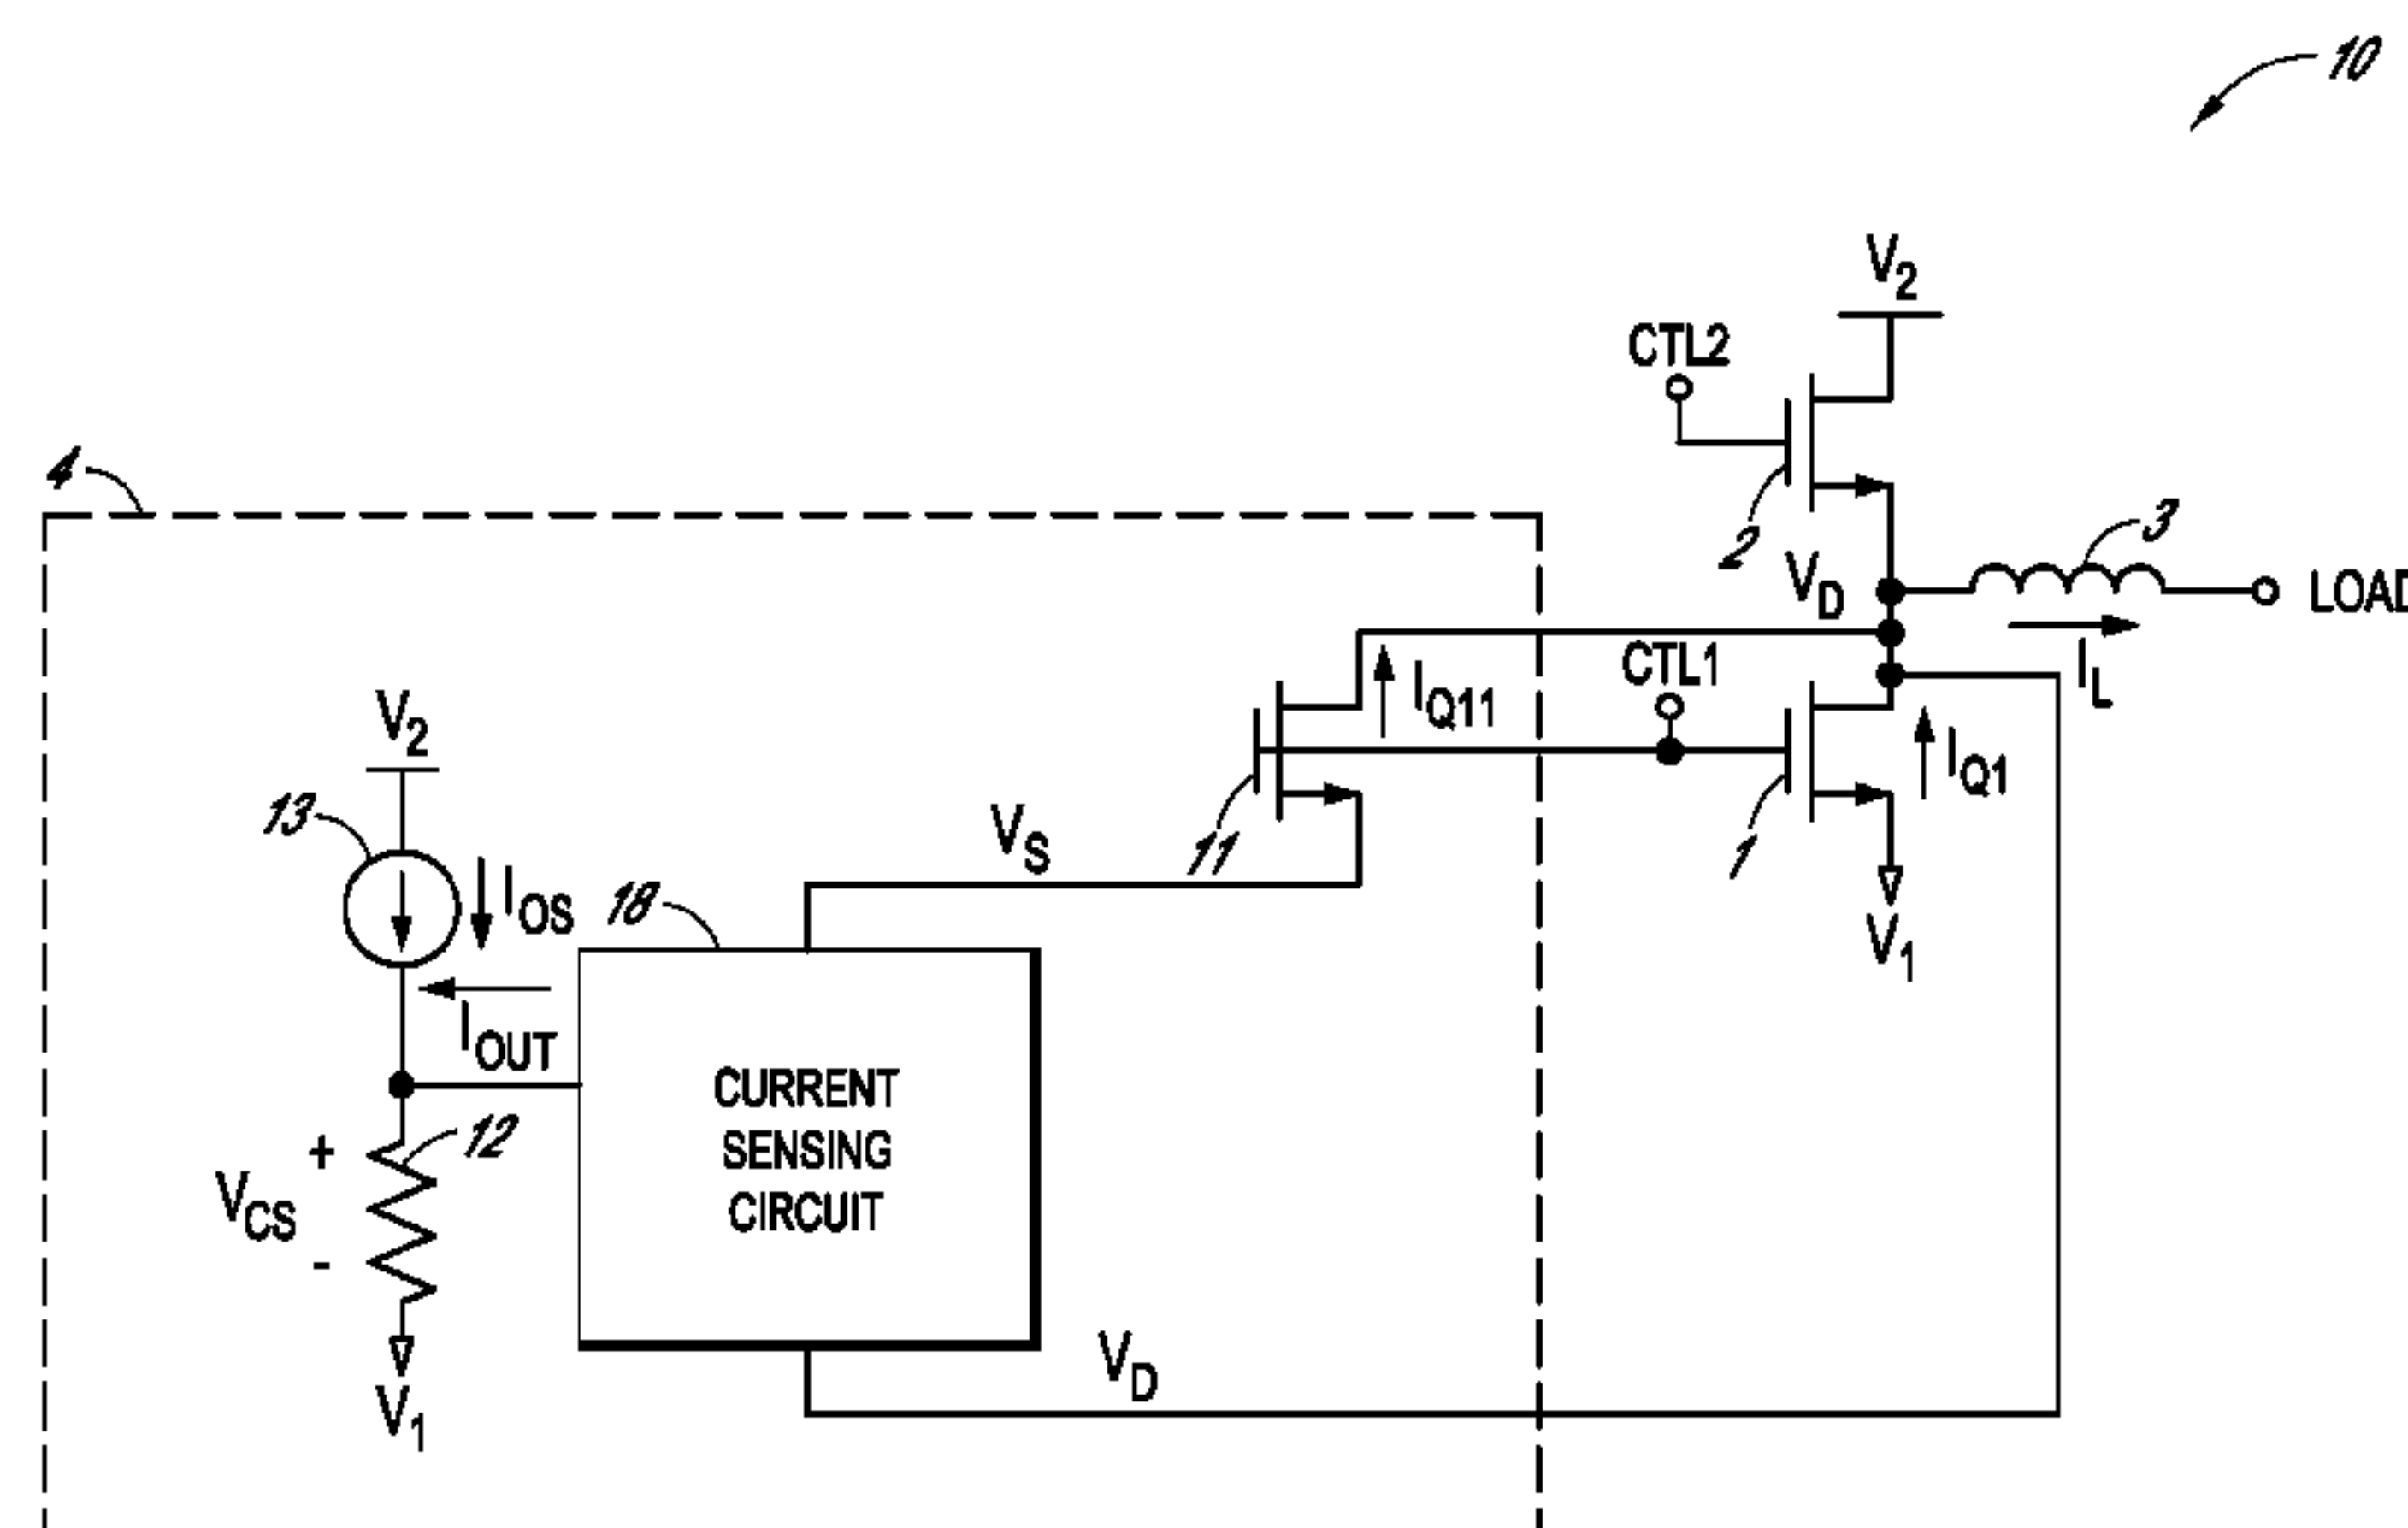 10
V2
CTL2
4
2
3
VD
LOAD
CTL1
IL
IQ11
V2
IQ1
13
VS
11
1
IOS
18
V1
IOUT
CURRENT
SENSING
CIRCUIT
12
+
VCS
-
VD
V1